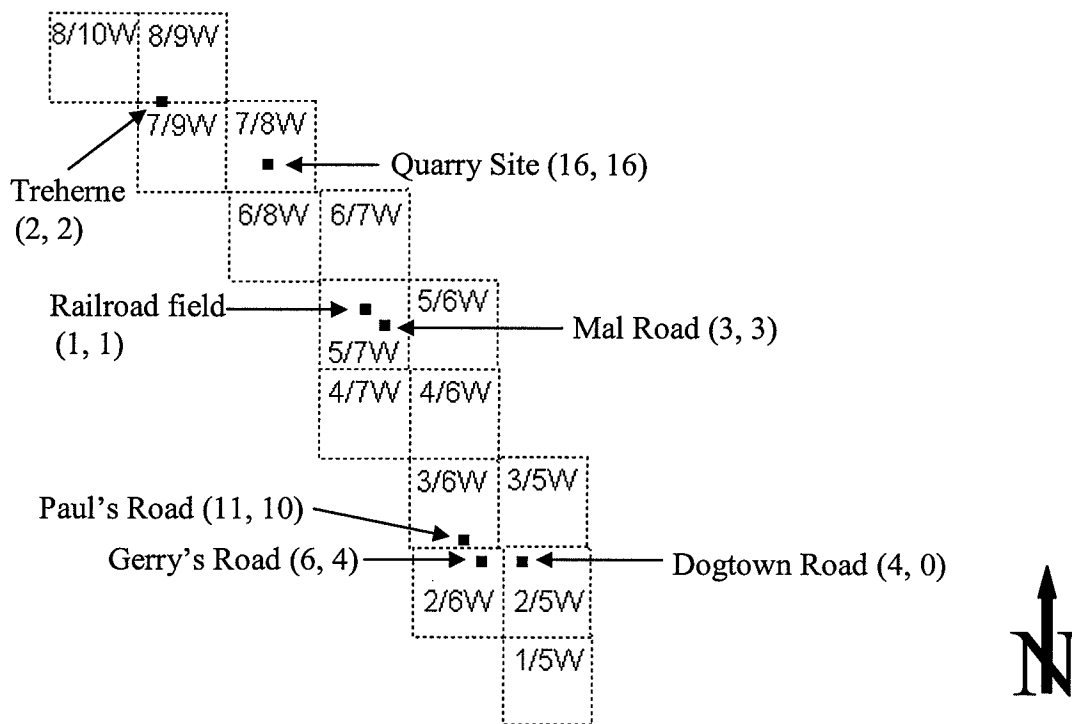 8/10W 8/9W
7/9W 7/8W
Quarry Site (16, 16)
Treherne
(2, 2)
6/8W 6/7W
Railroad field
(1, 1)
5/6W
Mal Road (3, 3)
5/7W
4/7W 4/6W
3/6W 3/5W
Paul's Road (11, 10)
Gerry's Road (6, 4)
Dogtown Road (4, 0)
2/6W 2/5W
1/5W
N